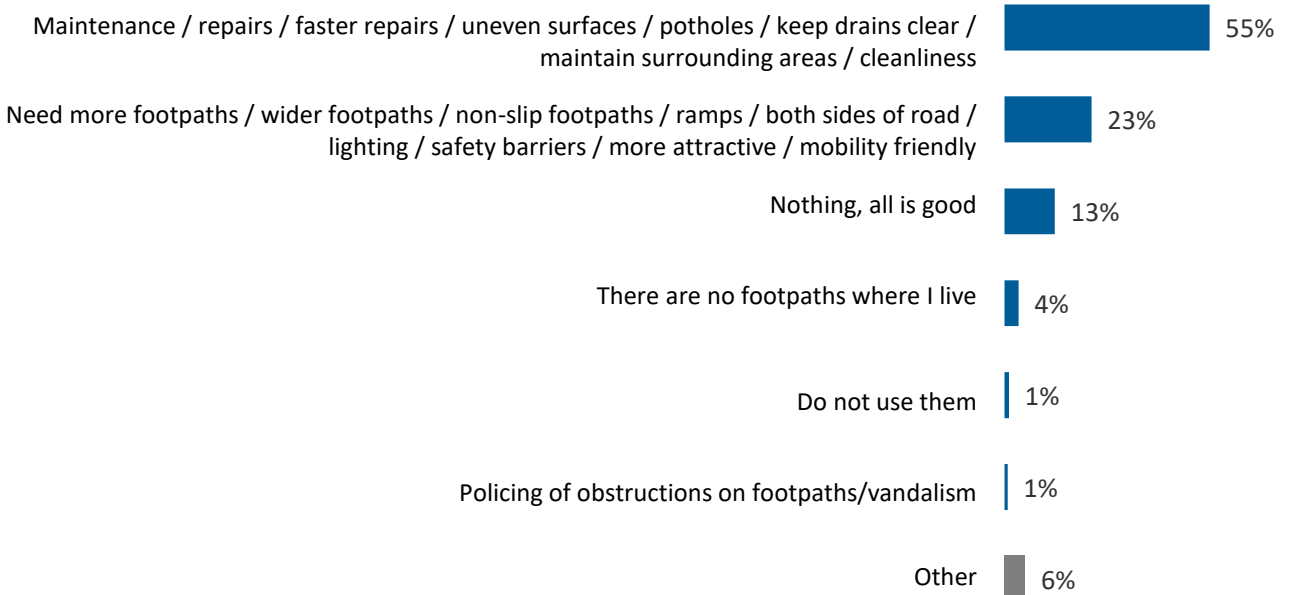 Maintenance / repairs / faster repairs / uneven surfaces / potholes / keep drains clear /
maintain surrounding areas / cleanliness
55%
Need more footpaths / wider footpaths / non-slip footpaths / ramps / both sides of road /
lighting / safety barriers / more attractive / mobility friendly
23%
Nothing, all is good
13%
There are no footpaths where I live
4%
Do not use them
1%
Policing of obstructions on footpaths/vandalism
1%
Other
6%